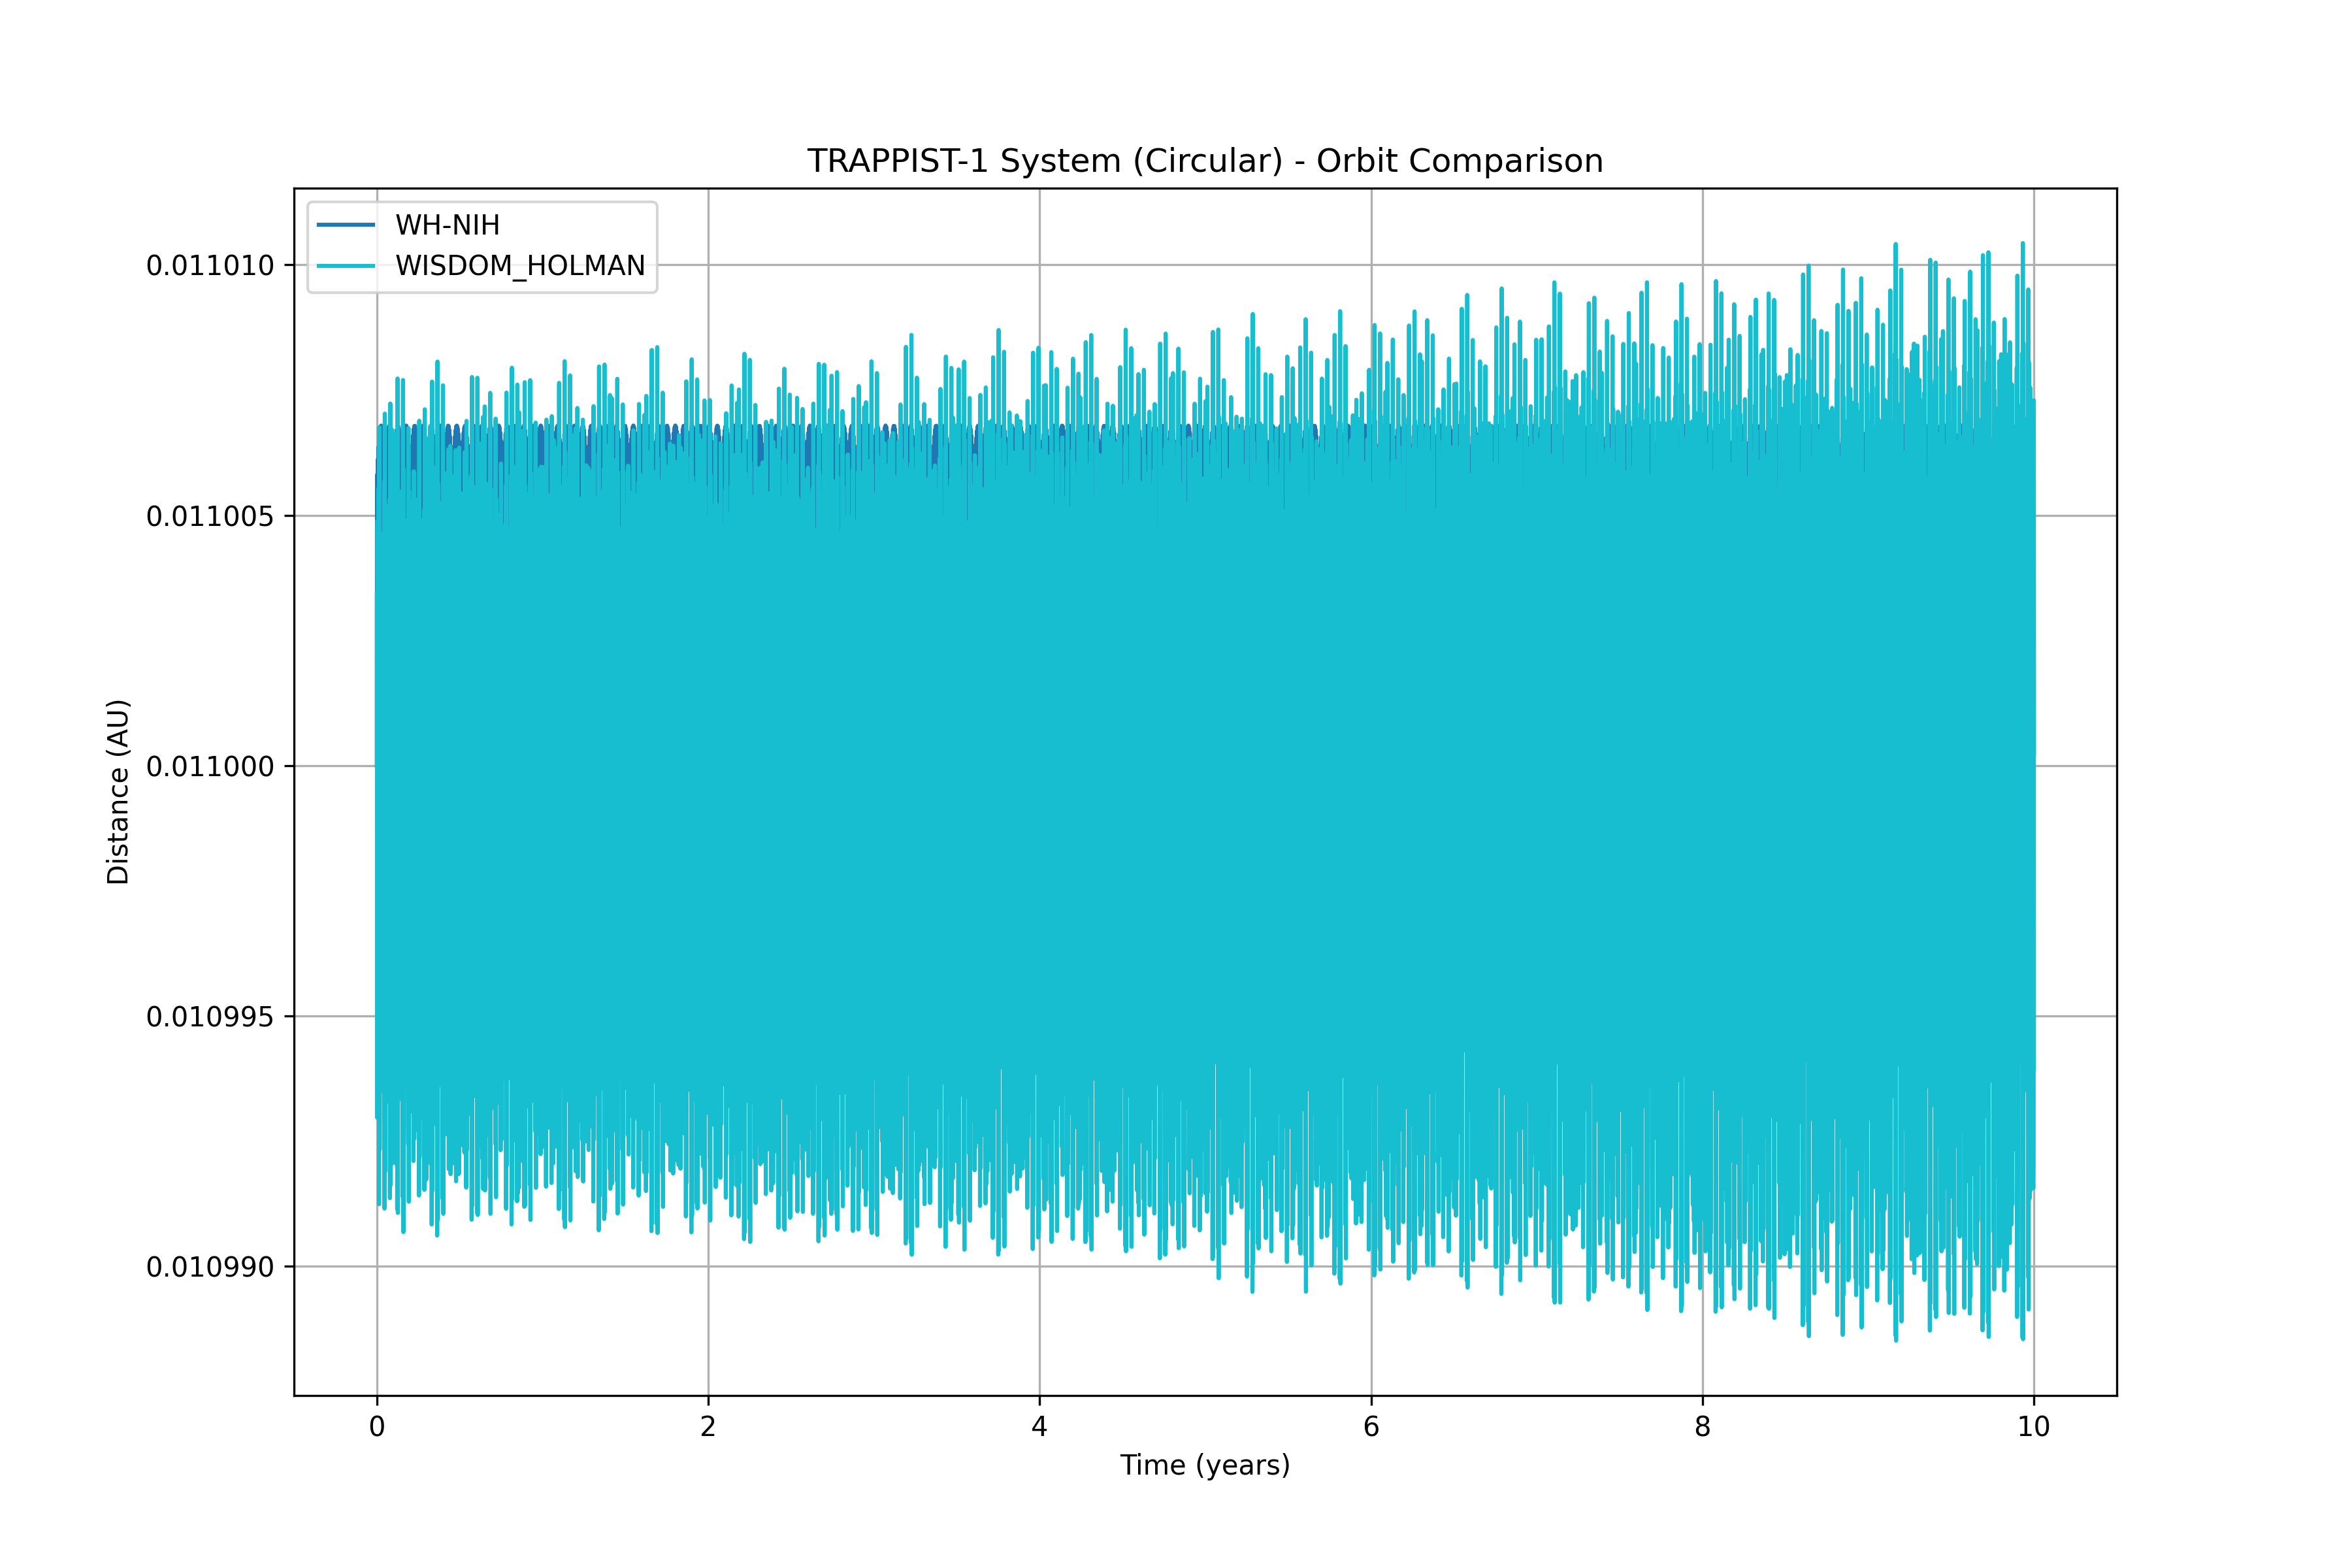 TRAPPIST-1 System (Circular) - Orbit Comparison
WH-NIH
WISDOM_HOLMAN
0.011010
0.011005
0.011000
0.010995
0.010990
Distance (AU)
0 2 4 6 8 10
Time (years)